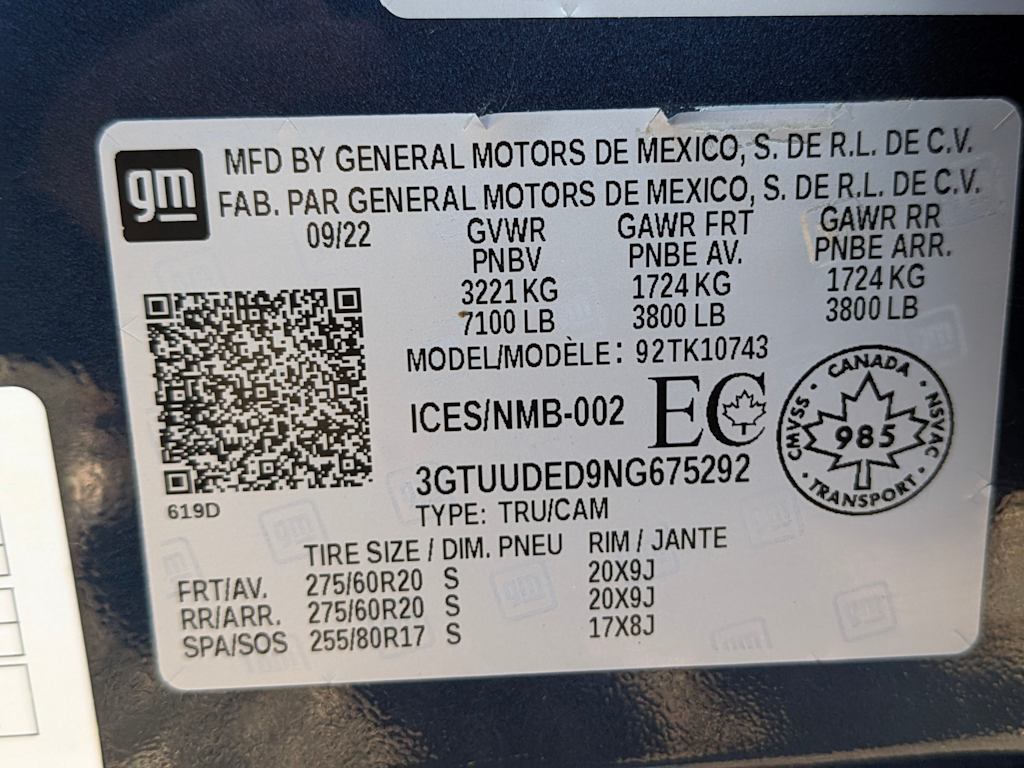 gm
MFD BY GENERAL MOTORS DE MEXICO, S. DE R.L. DE C.V.
FAB. PAR GENERAL MOTORS DE MEXICO, S. DE R.L. DE C.V.
09/22 GVWR GAWR FRT GAWR RR
PNBV PNBE AV. PNBE ARR.
3221 KG 1724 KG 1724 KG
7100 LB 3800 LB 3800 LB
MODEL/MODÈLE: 92TK10743
ICES/NMB-002 EC
CANADA
CMVSS 985 NSVAC
TRANSPORT
3GTUUDED9NG675292
619D
TYPE: TRU/CAM
TIRE SIZE / DIM. PNEU RIM / JANTE
FRT/AV. 275/60R20 S 20X9J
RR/ARR. 275/60R20 S 20X9J
SPA/SOS 255/80R17 S 17X8J